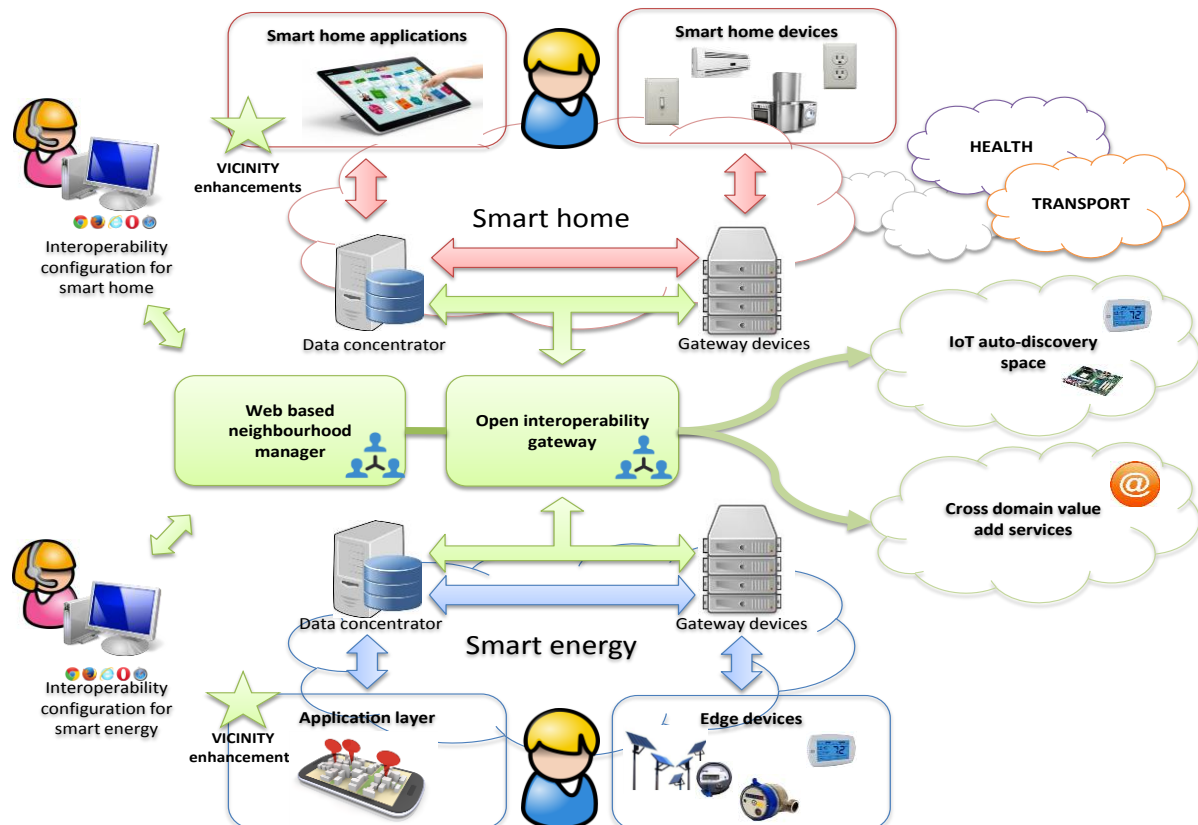 Smart home applications
Smart home devices
VICINITY
enhancements
HEALTH
TRANSPORT
Smart home
Interoperability
configuration for
smart home
Data concentrator
Gateway devices
IoT auto-discovery
space
72
Web based
neighbourhood
manager
Open interoperability
gateway
@
Cross domain value
add services
Data concentrator
Gateway devices
Smart energy
Interoperability
configuration for
smart energy
VICINITY
enhancement
Application layer
Edge devices
72